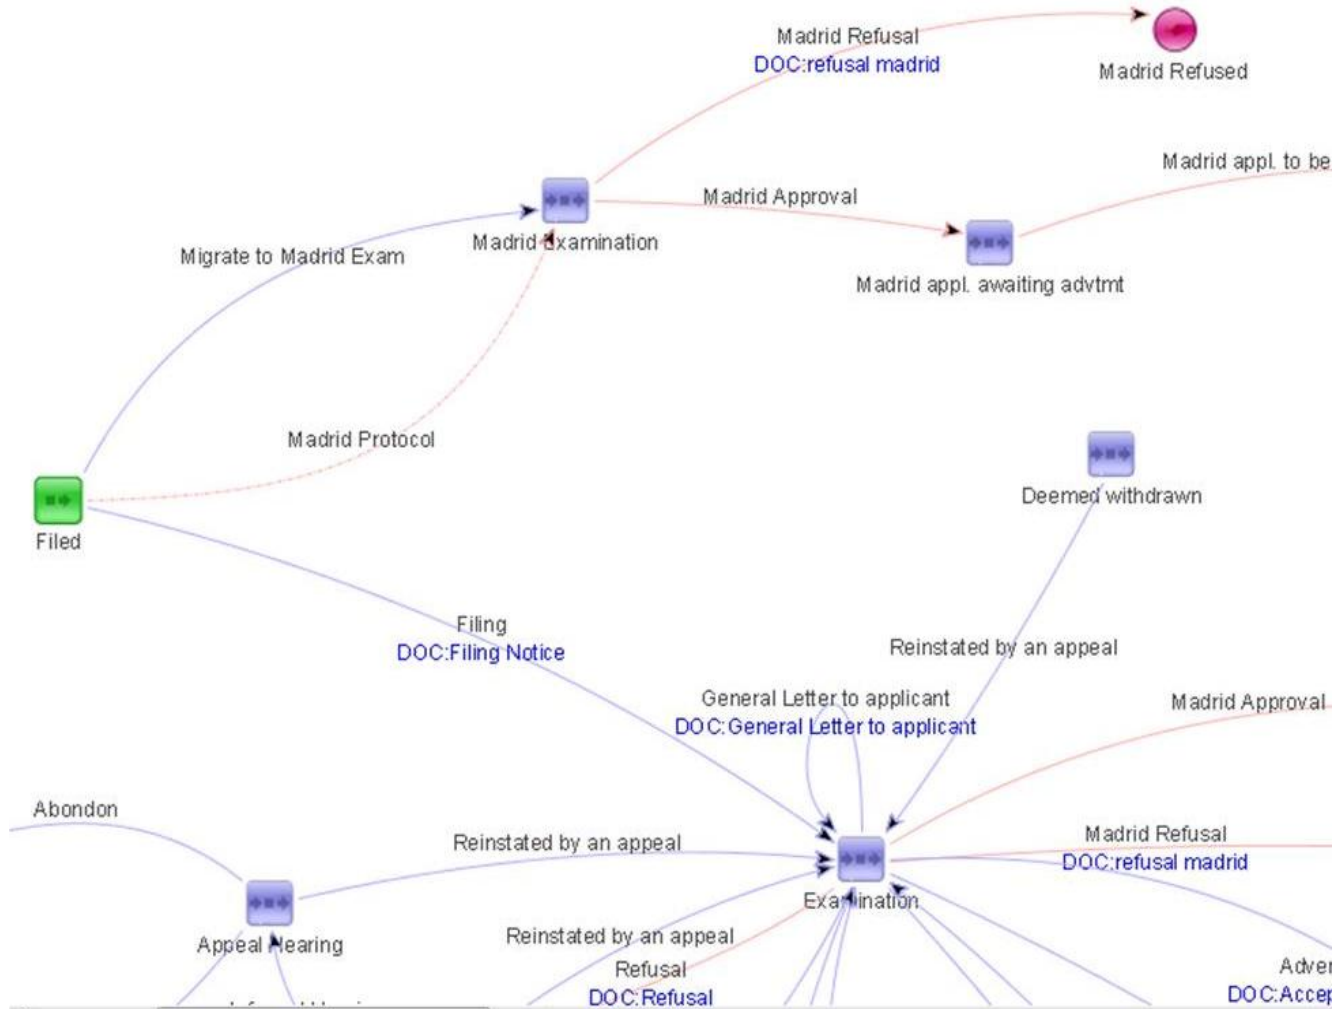 Madrid Refusal
DOC:refusal madrid
Madrid Refused
Madrid appl. to be
Madrid Approval
Madrid Examination
Migrate to Madrid Exam
Madrid appl. awaiting advtmt
Madrid Protocol
Deemed withdrawn
Filed
Filing
DOC:Filing Notice
Reinstated by an appeal
General Letter to applicant
DOC:General Letter to applicant
Madrid Approval
Abondon
Reinstated by an appeal
Madrid Refusal
DOC:refusal madrid
Examination
Appeal Hearing
Reinstated by an appeal
Refusal
DOC:Refusal
Adver
DOC:Accep